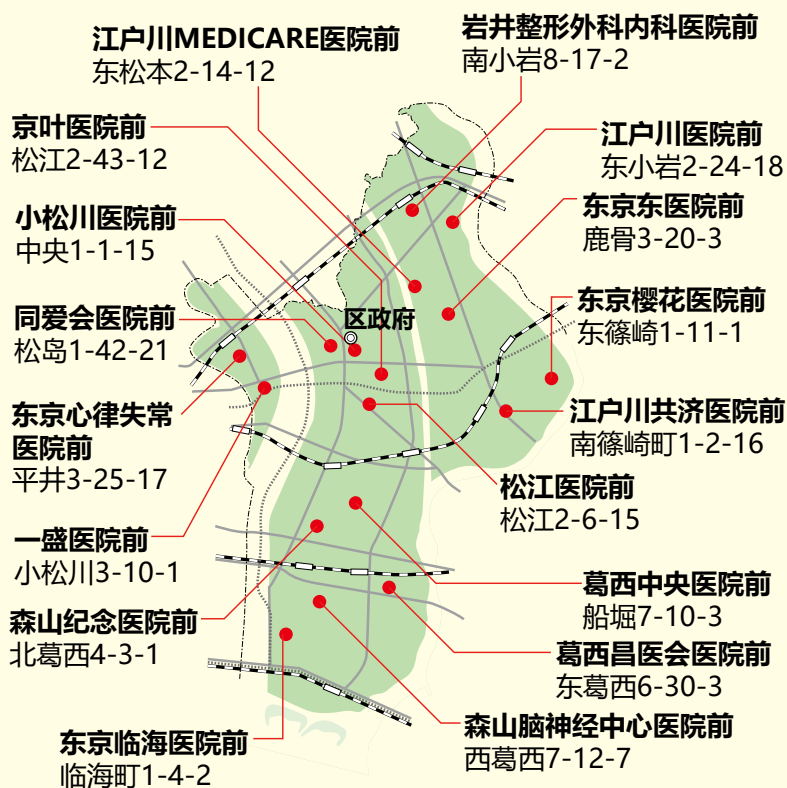 江户川MEDICARE医院前
东松本2-14-12
岩井整形外科内科医院前
南小岩8-17-2
京叶医院前
松江2-43-12
江户川医院前
东小岩2-24-18
小松川医院前
中央1-1-15
东京东医院前
鹿骨3-20-3
同爱会医院前
松岛1-42-21
区政府
东京樱花医院前
东篠崎1-11-1
东京心律失常
医院前
平井3-25-17
江户川共济医院前
南篠崎町1-2-16
松江医院前
松江2-6-15
一盛医院前
小松川3-10-1
葛西中央医院前
船堀7-10-3
森山纪念医院前
北葛西4-3-1
葛西昌医会医院前
东葛西6-30-3
东京临海医院前
临海町1-4-2
森山脑神经中心医院前
西葛西7-12-7